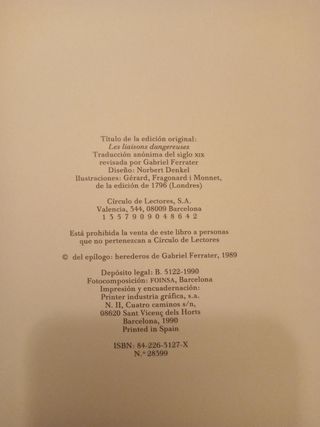 Título de la edición original:
Les liaisons dangereuses
Traducción anónima del siglo XIX
revisada por Gabriel Ferrater
Diseño: Norbert Denkel
Ilustraciones: Gérard, Fragonard i Monnet,
de la edición de 1796 (Londres)
Círculo de Lectores, S.A.
Valencia, 344, 08009 Barcelona
1 3 5 7 9 0 9 0 4 8 6 4 2
Está prohibida la venta de este libro a personas
que no pertenezcan a Círculo de Lectores
© del epílogo: herederos de Gabriel Ferrater, 1989
Depósito legal: B. 5122-1990
Fotocomposición: FOINSA, Barcelona
Impresión y encuadernación:
Printer industria gráfica, s.a.
N. II, Cuatro caminos s/n,
08620 Sant Vicenç dels Horts
Barcelona, 1990
Printed in Spain
ISBN: 84-226-3127-X
N.º 28399